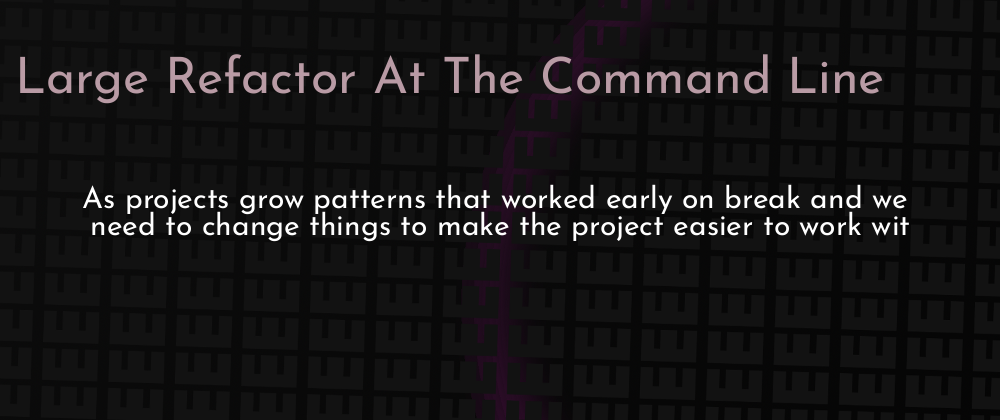 Large Refactor At The Command Line
As projects grow patterns that worked early on break and we
need to change things to make the project easier to work wit